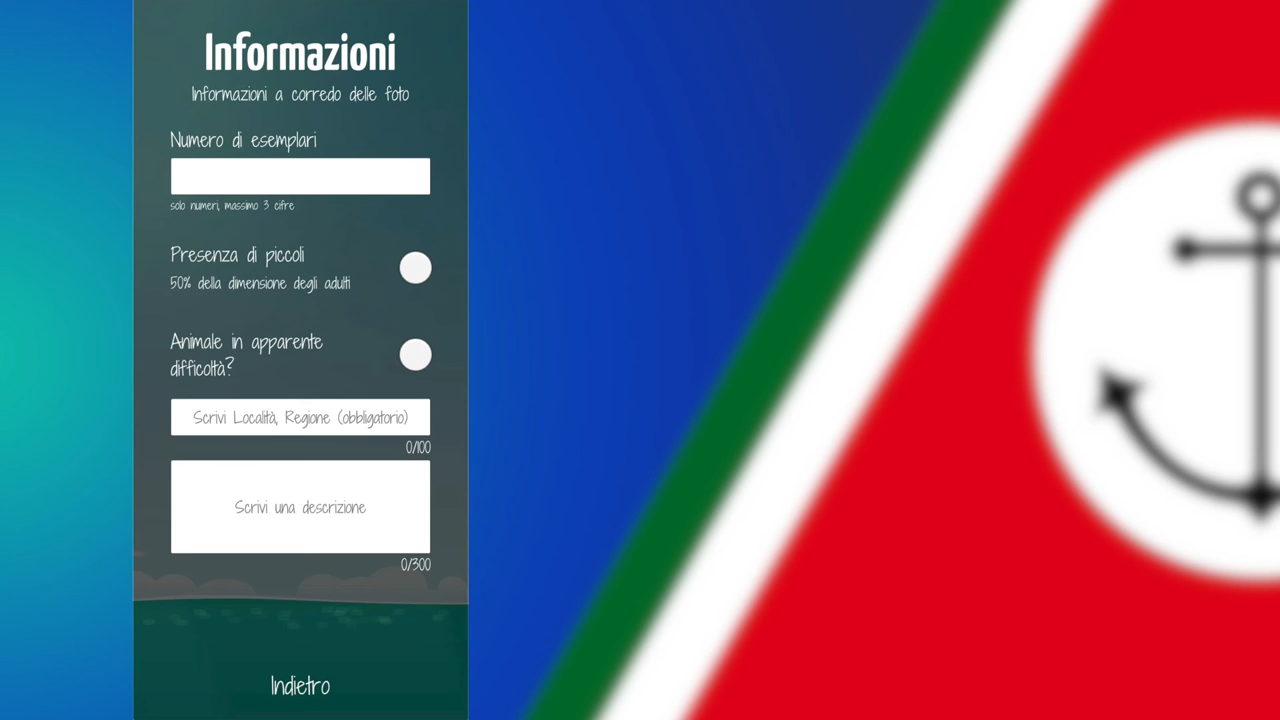 Informazioni
Informazioni a corredo delle foto
Numero di esemplari
solo numeri, massimo 3 cifre
Presenza di piccoli
50% della dimensione degli adulti
Animale in apparente
difficoltà?
Scrivi Località, Regione (obbligatorio)
0/100
Scrivi una descrizione
0/300
Indietro